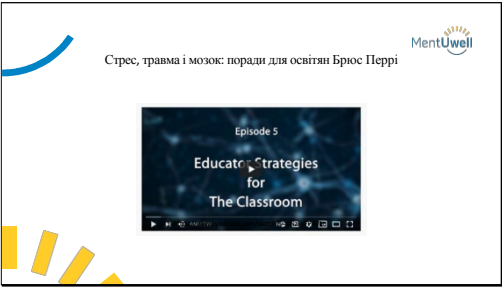 MentUwell
Стрес, травма і мозок: поради для освітян Брюс Перрі
Episode 5
Educator Strategies
for
The Classroom